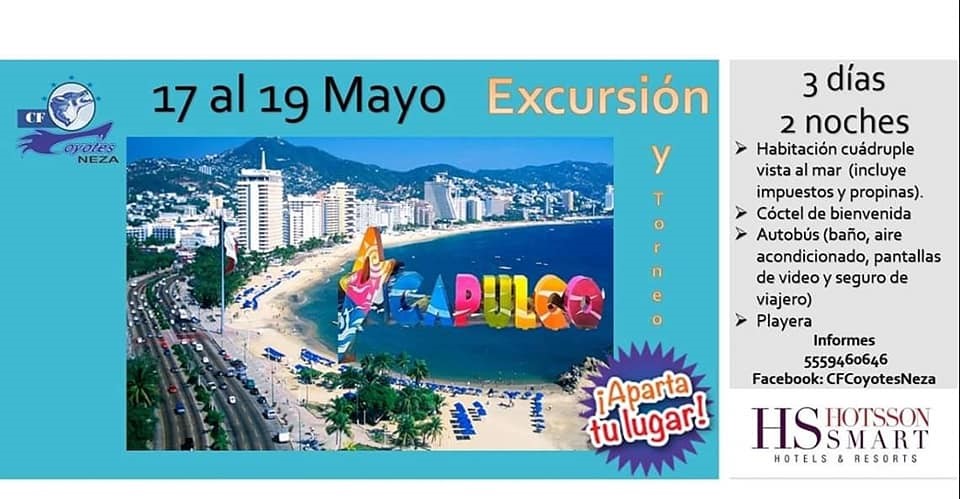 CF
Coyotes
NEZA
17 al 19 Mayo
Excursión
y
Torneo
ACAPULCO
¡Aparta
tu lugar!
3 días
2 noches
➤ Habitación cuádruple
vista al mar (incluye
impuestos y propinas).
➤ Cóctel de bienvenida
➤ Autobús (baño, aire
acondicionado, pantallas
de video y seguro de
viajero)
➤ Playera
Informes
5559460646
Facebook: CFCoyotesNeza
HS HOTSSON
SMART
HOTELS & RESORTS